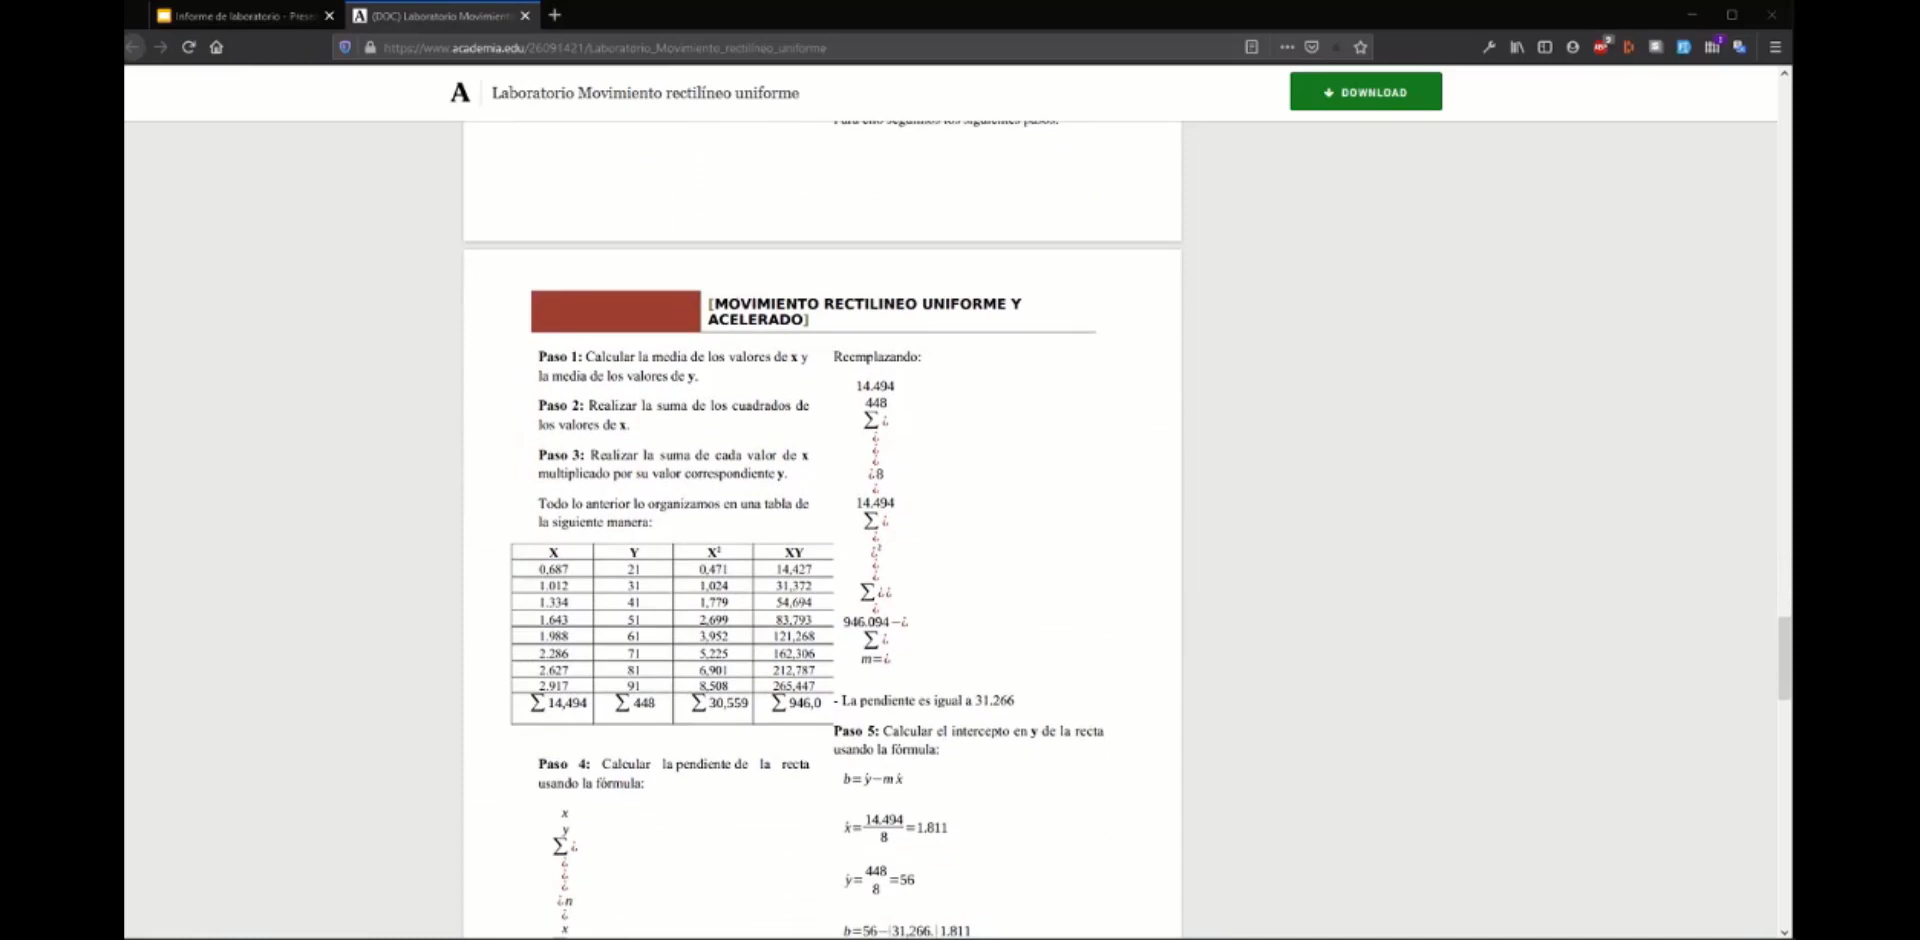 Informe de laboratorio - Prese
(DOC) Laboratorio Movimient
https://www.academia.edu/26091421/Laboratorio_Movimiento_rectilíneo_uniforme
A
Laboratorio Movimiento rectilíneo uniforme
DOWNLOAD
[MOVIMIENTO RECTILINEO UNIFORME Y
ACELERADO]
Paso 1: Calcular la media de los valores de x y
la media de los valores de y.
Paso 2: Realizar la suma de los cuadrados de
los valores de x.
Paso 3: Realizar la suma de cada valor de x
multiplicado por su valor correspondiente y.
Todo lo anterior lo organizamos en una tabla de
la siguiente manera:
X Y X² XY
0,687 21 0,471 14,427
1.012 31 1,024 31,372
1.334 41 1,779 54,694
1.643 51 2,699 83,793
1.988 61 3,952 121,268
2.286 71 5,225 162,306
2.627 81 6,901 212,787
2.917 91 8,508 265,447
∑ 14,494 ∑ 448 ∑ 30,559 ∑ 946,0
Paso 4: Calcular la pendiente de la recta
usando la fórmula:
x
y
∑ ¿
¿
¿
¿
¿n
¿
x
Reemplazando:
14.494
448
∑ ¿
¿
¿
¿
¿8
¿
14.494
∑ ¿
¿
¿²
¿
¿
∑ ¿¿
¿
946.094−¿
∑ ¿
m=¿
- La pendiente es igual a 31.266
Paso 5: Calcular el intercepto en y de la recta
usando la fórmula:
b=ý−m x́
x́= 14.494 / 8 =1.811
ý= 448 / 8 =56
b=56−|31,266.|1.811